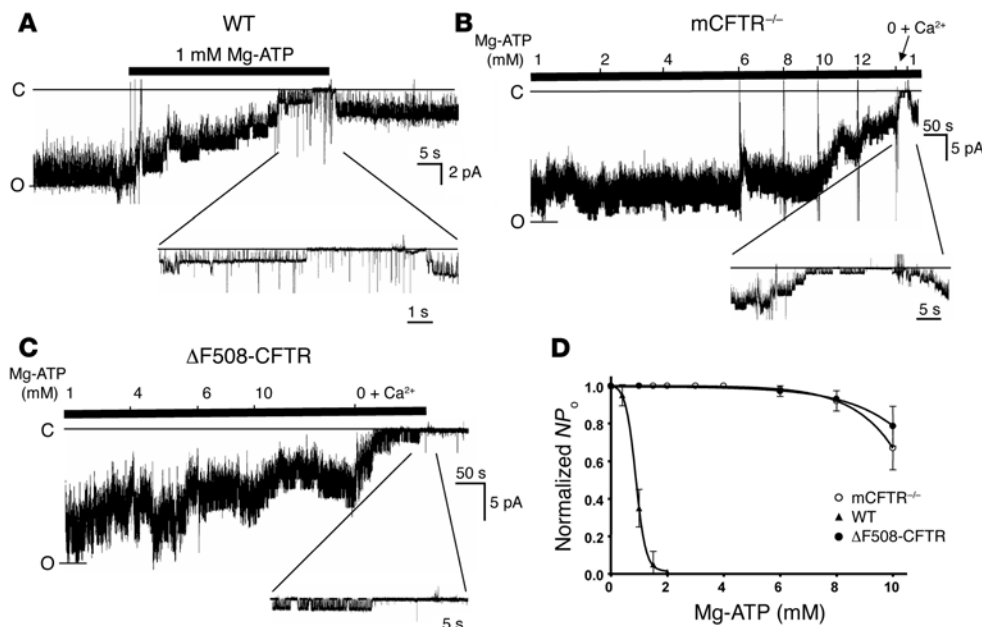 A
WT
1 mM Mg-ATP
C
O
5 s
2 pA
1 s
B
mCFTR⁻/⁻
0 + Ca²⁺
Mg-ATP
(mM)
1 2 4 6 8 10 12 1
C
O
50 s
5 pA
5 s
C
ΔF508-CFTR
Mg-ATP
(mM)
1 4 6 10 0 + Ca²⁺
C
O
50 s
5 pA
5 s
D
Normalized NPo
1.0
0.8
0.6
0.4
0.2
0.0
mCFTR⁻/⁻
WT
ΔF508-CFTR
0 2 4 6 8 10
Mg-ATP (mM)